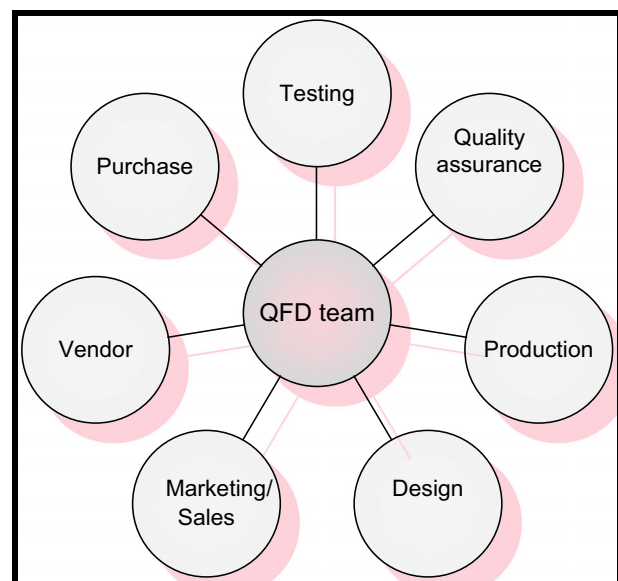 Testing
Quality
assurance
Purchase
QFD team
Vendor
Production
Marketing/
Sales
Design